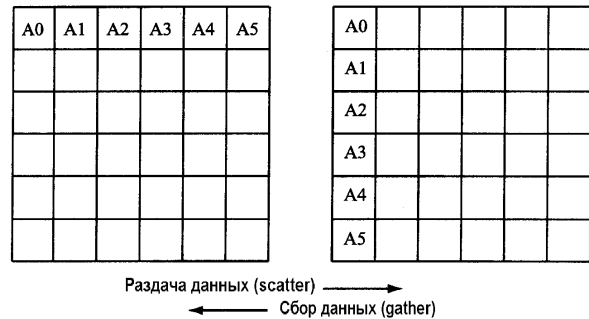 A0 A1 A2 A3 A4 A5
A0
A1
A2
A3
A4
A5
Раздача данных (scatter)
Сбор данных (gather)